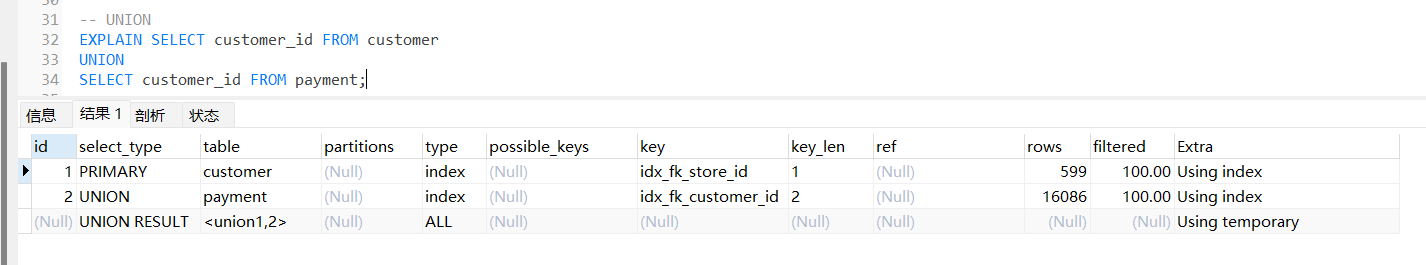 31 -- UNION
32 EXPLAIN SELECT customer_id FROM customer
33 UNION
34 SELECT customer_id FROM payment;
信息 结果 1 剖析 状态
id select_type table partitions type possible_keys key key_len ref rows filtered Extra
1 PRIMARY customer (Null) index (Null) idx_fk_store_id 1 (Null) 599 100.00 Using index
2 UNION payment (Null) index (Null) idx_fk_customer_id 2 (Null) 16086 100.00 Using index
(Null) UNION RESULT <union1,2> (Null) ALL (Null) (Null) (Null) (Null) (Null) (Null) Using temporary